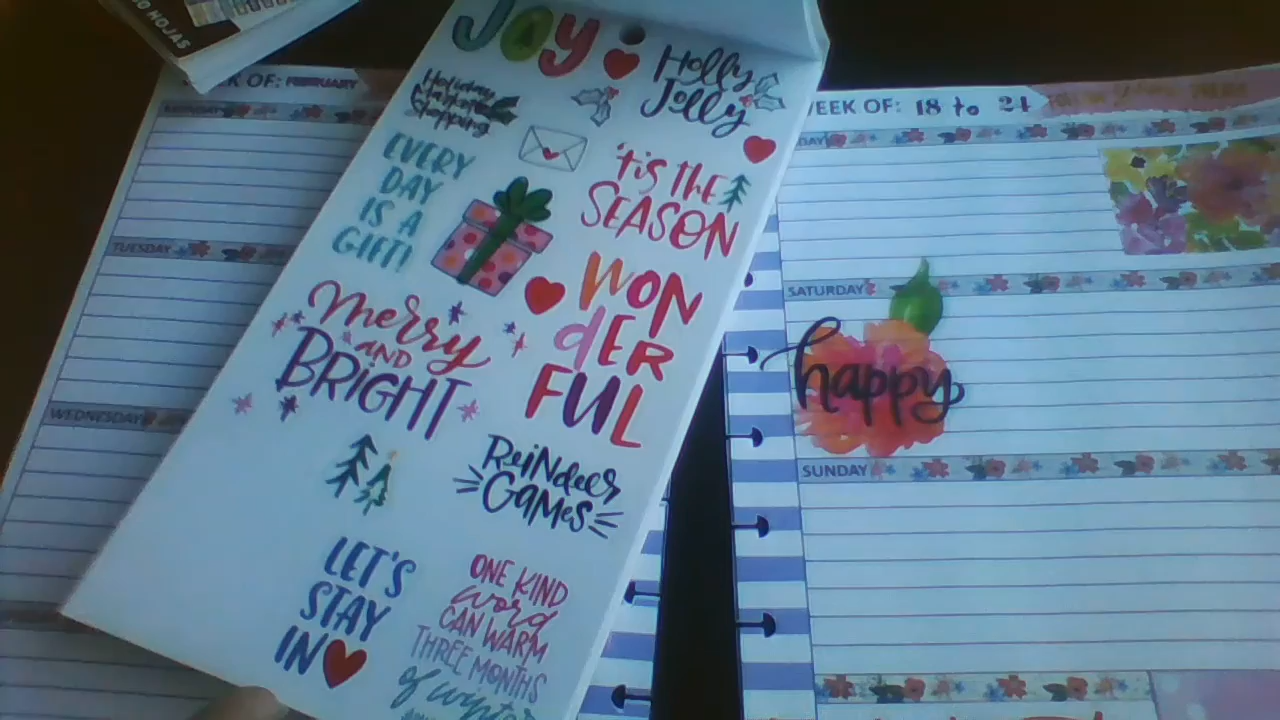 HOJAS
WEEK OF: FEBRUARY
TUESDAY
WEDNESDAY
JOY
Holly
Jolly
Holiday
Shopping
EVERY
DAY
IS A
GIFT!
'tis the
SEASON
merry
AND
BRIGHT
WON
dER
FUL
ReiNdeer
GaMes
LET'S
STAY
IN
ONE KIND
word
CAN WARM
THREE MONTHS
of winter
WEEK OF: 18 to 24
SATURDAY
happy
SUNDAY